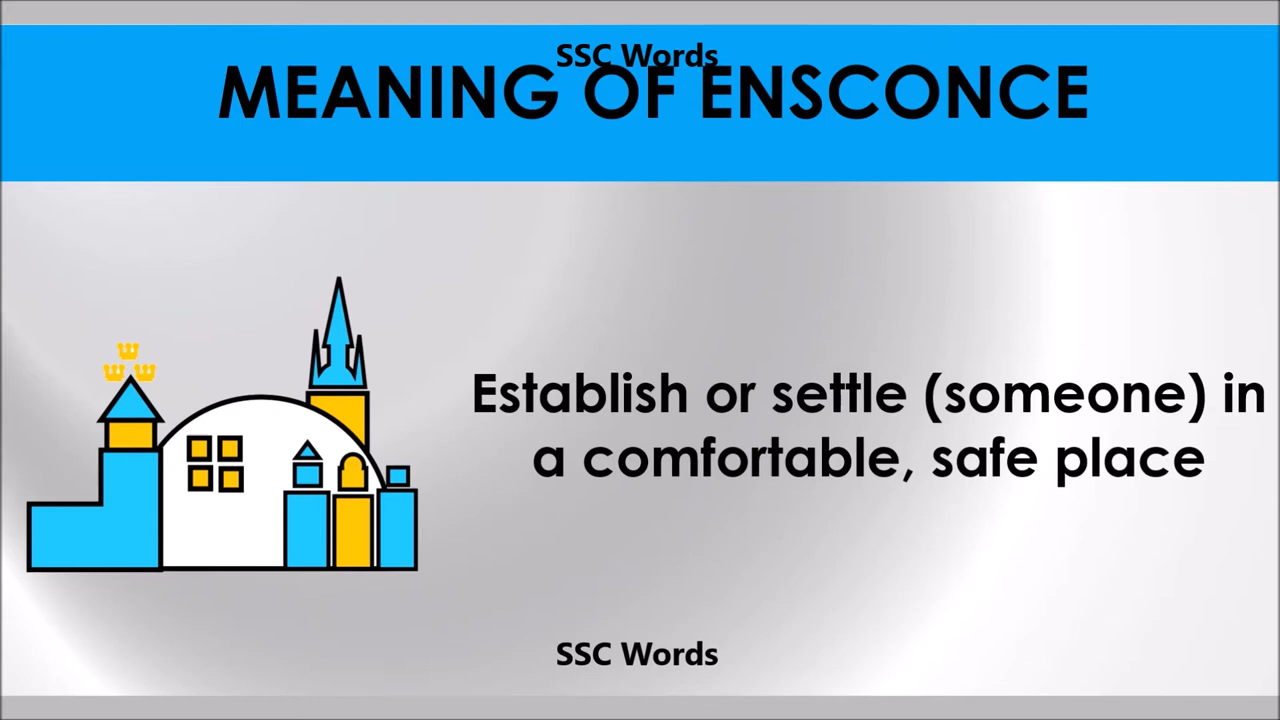 SSC Words
MEANING OF ENSCONCE
Establish or settle (someone) in
a comfortable, safe place
SSC Words